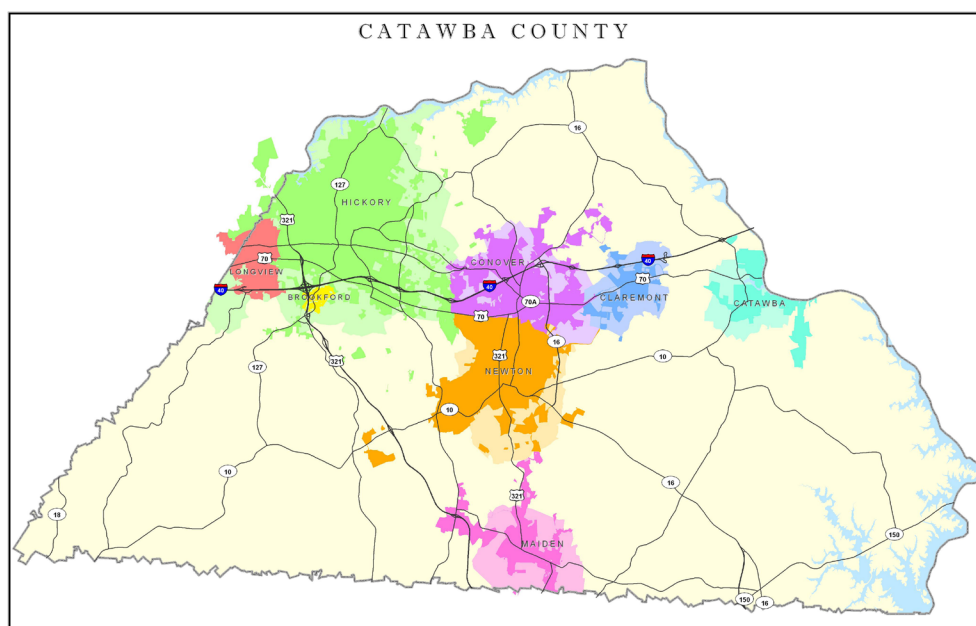 CATAWBA COUNTY
16
127
HICKORY
321
70
LONGVIEW
CONOVER
40
70
40
40
BROOKFORD
70A
CLAREMONT
CATAWBA
70
16
321
321
10
127
NEWTON
10
10
16
321
18
150
MAIDEN
150
16